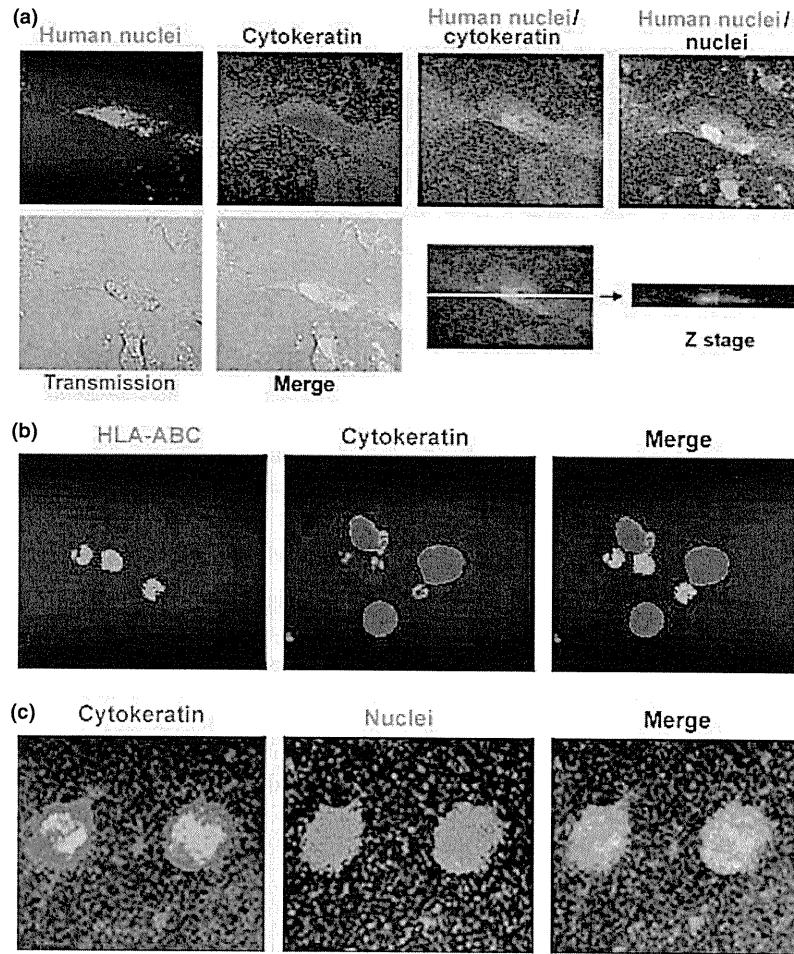 (a)
Human nuclei
Cytokeratin
Human nuclei/
cytokeratin
Human nuclei/
nuclei
Transmission
Merge
Z stage
(b)
HLA-ABC
Cytokeratin
Merge
(c)
Cytokeratin
Nuclei
Merge